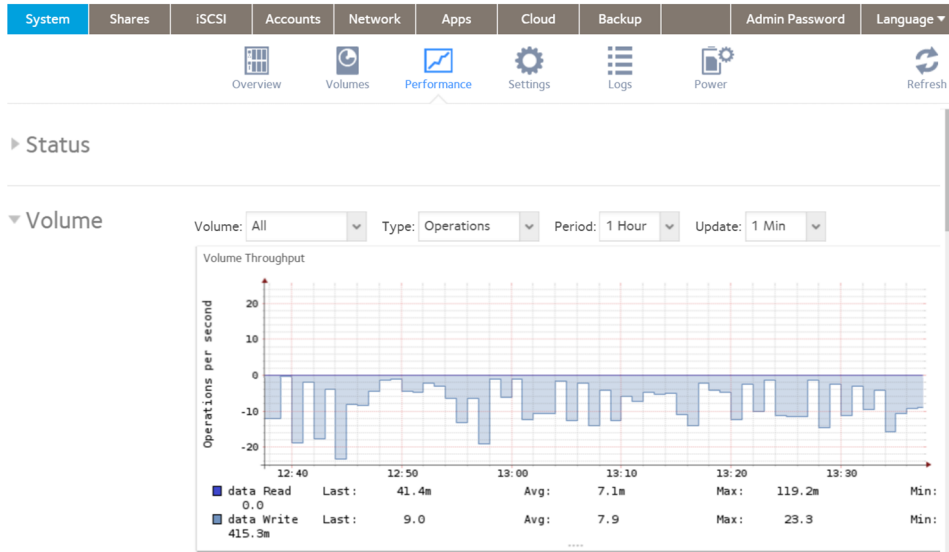 System Shares iSCSI Accounts Network Apps Cloud Backup Admin Password Language
Overview Volumes Performance Settings Logs Power Refresh
Status
Volume
Volume: All Type: Operations Period: 1 Hour Update: 1 Min
Volume Throughput
Operations per second
20
10
0
-10
-20
12:40 12:50 13:00 13:10 13:20 13:30
data Read Last: 41.4m Avg: 7.1m Max: 119.2m Min:
0.0
data Write Last: 9.0 Avg: 7.9 Max: 23.3 Min:
415.3m